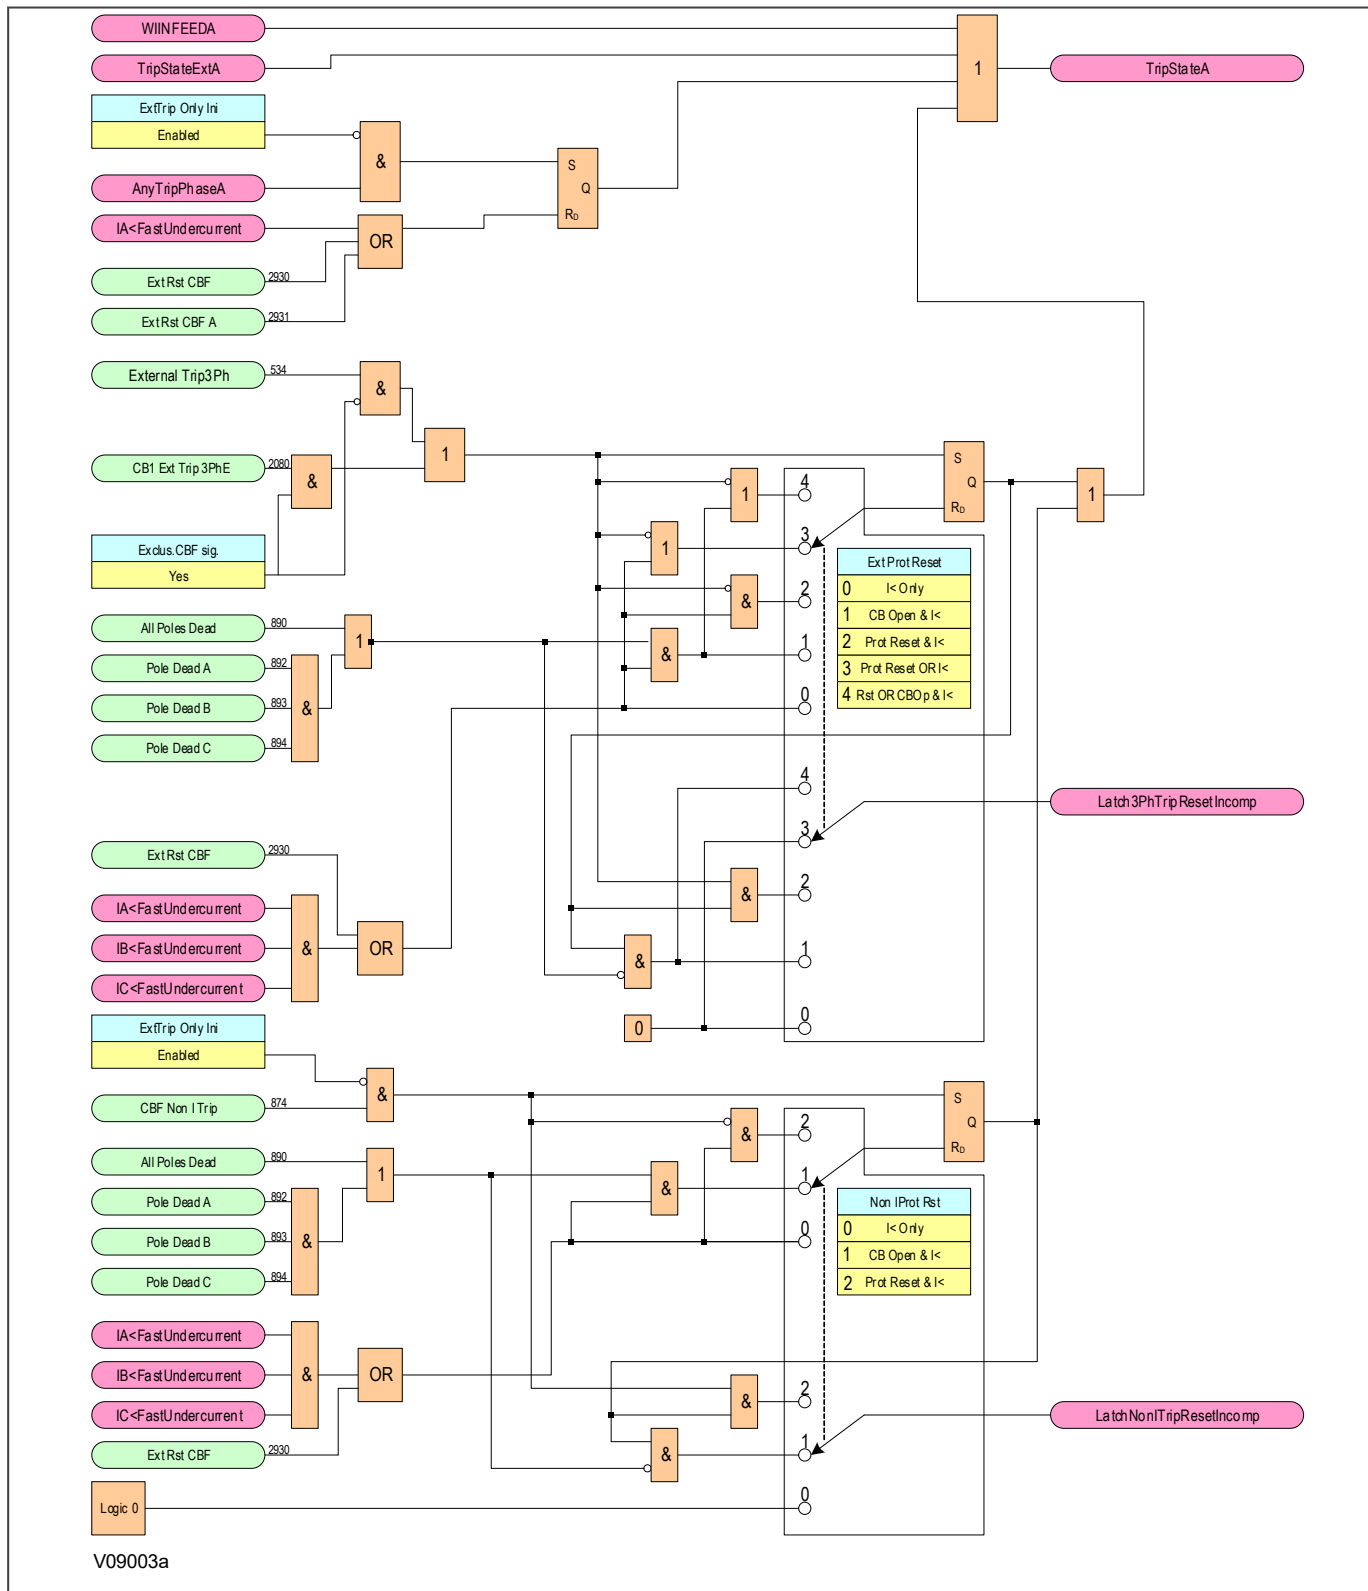 WIINFEEDA
TripStateExtA
1
TripStateA
ExtTrip Only Ini
Enabled
&
AnyTripPhaseA
S
Q
RD
IA<FastUndercurrent
OR
Ext Rst CBF
2930
Ext Rst CBF A
2931
External Trip3Ph
534
&
CB1 Ext Trip 3PhE
2080
&
1
S
Q
RD
1
1
4
Exclus.CBF sig.
Yes
1
3
Ext Prot Reset
0 I< Only
1 CB Open & I<
2 Prot Reset & I<
3 Prot Reset OR I<
4 Rst OR CBOp & I<
&
2
All Poles Dead
890
1
&
1
Pole Dead A
892
Pole Dead B
893
&
0
Pole Dead C
894
4
Latch3PhTripResetIncomp
3
Ext Rst CBF
2930
&
2
IA<FastUndercurrent
IB<FastUndercurrent
&
OR
&
1
IC<FastUndercurrent
0
0
ExtTrip Only Ini
Enabled
&
CBF Non I Trip
874
S
Q
RD
&
2
All Poles Dead
890
1
&
1
Pole Dead A
892
Non IProt Rst
0 I< Only
1 CB Open & I<
2 Prot Reset & I<
Pole Dead B
893
&
0
Pole Dead C
894
IA<FastUndercurrent
IB<FastUndercurrent
&
OR
&
2
IC<FastUndercurrent
LatchNonITripResetIncomp
Ext Rst CBF
2930
&
1
Logic 0
0
V09003a